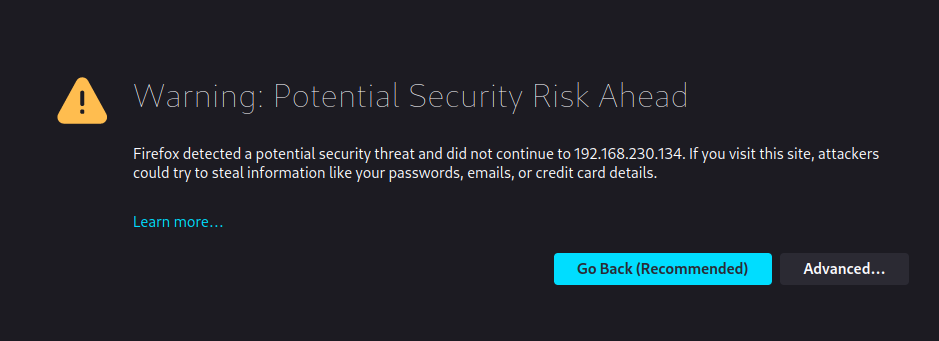 Warning: Potential Security Risk Ahead
Firefox detected a potential security threat and did not continue to 192.168.230.134. If you visit this site, attackers
could try to steal information like your passwords, emails, or credit card details.
Learn more…
Go Back (Recommended)
Advanced…